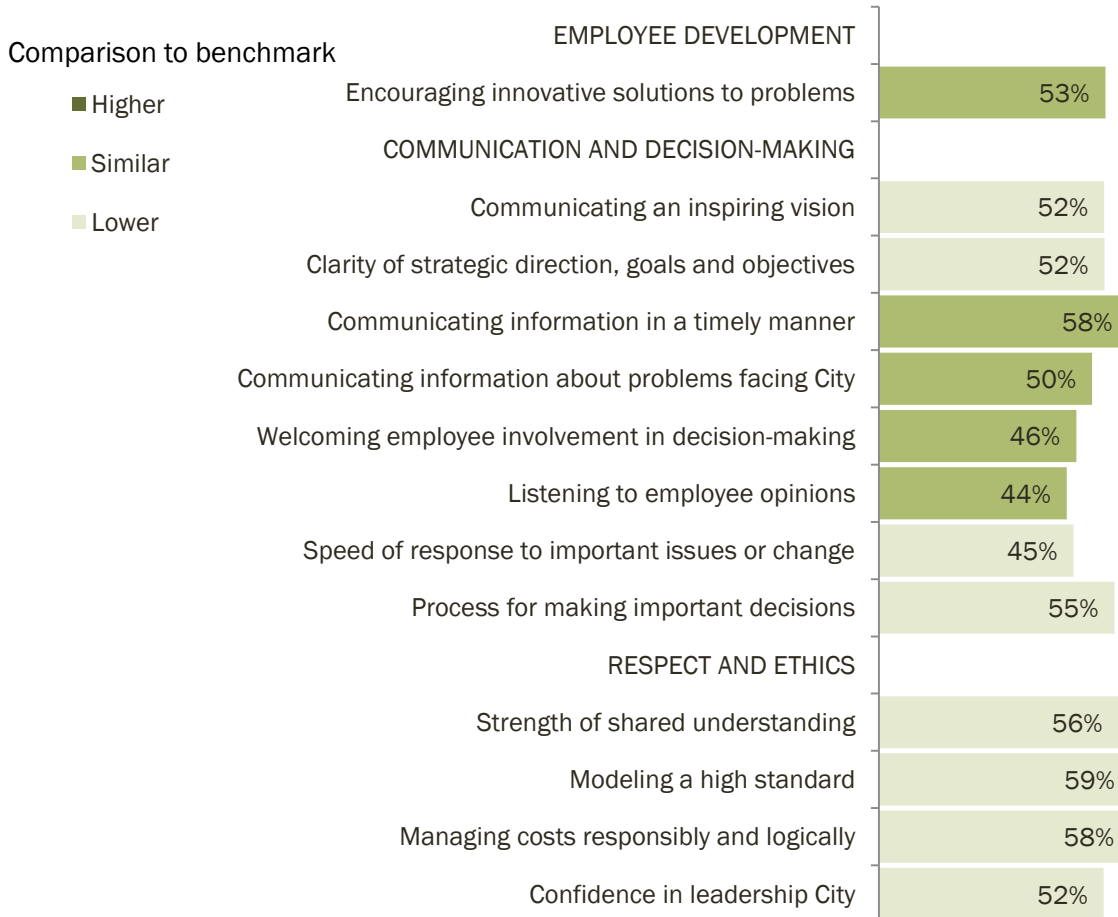 Comparison to benchmark
Higher
Similar
Lower
EMPLOYEE DEVELOPMENT
Encouraging innovative solutions to problems 53%
COMMUNICATION AND DECISION-MAKING
Communicating an inspiring vision 52%
Clarity of strategic direction, goals and objectives 52%
Communicating information in a timely manner 58%
Communicating information about problems facing City 50%
Welcoming employee involvement in decision-making 46%
Listening to employee opinions 44%
Speed of response to important issues or change 45%
Process for making important decisions 55%
RESPECT AND ETHICS
Strength of shared understanding 56%
Modeling a high standard 59%
Managing costs responsibly and logically 58%
Confidence in leadership City 52%